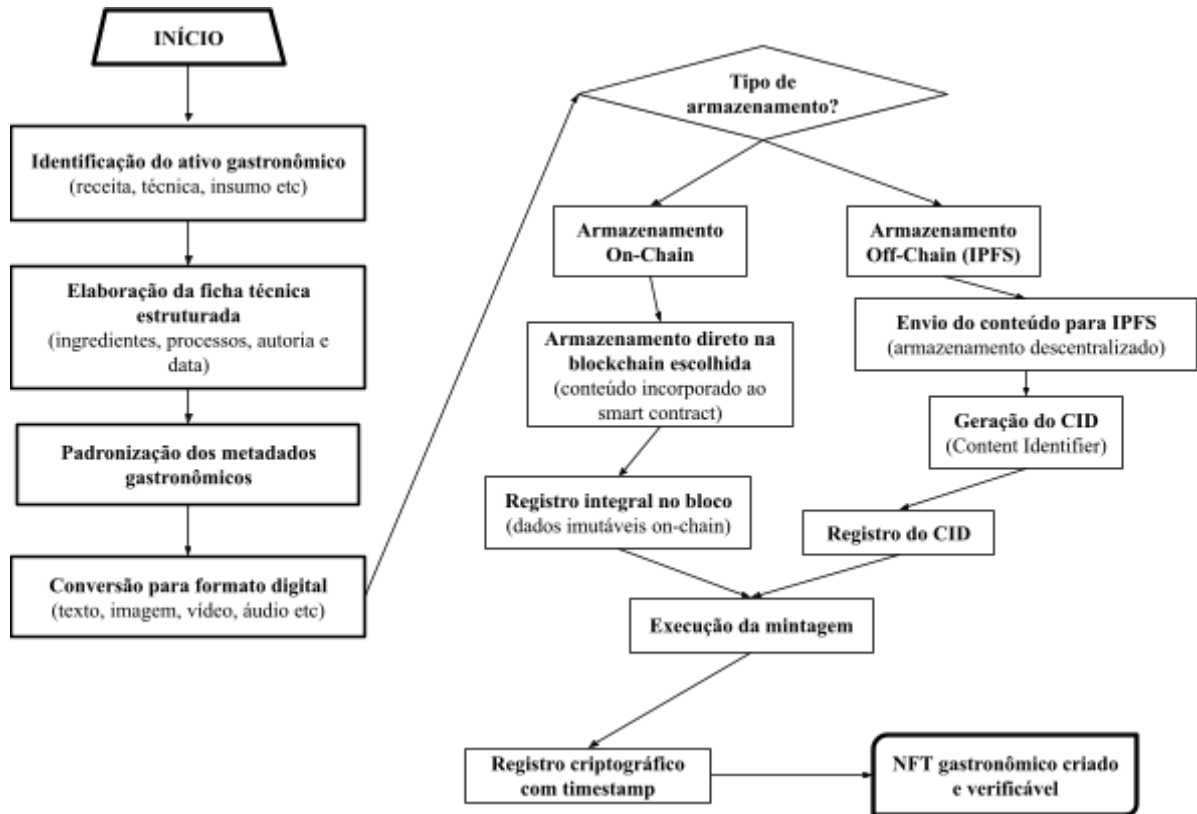 INÍCIO
Identificação do ativo gastronômico
(receita, técnica, insumo etc)
Elaboração da ficha técnica
estruturada
(ingredientes, processos, autoria e
data)
Padronização dos metadados
gastronômicos
Conversão para formato digital
(texto, imagem, vídeo, áudio etc)
Tipo de
armazenamento?
Armazenamento
On-Chain
Armazenamento direto na
blockchain escolhida
(conteúdo incorporado ao
smart contract)
Registro integral no bloco
(dados imutáveis on-chain)
Armazenamento
Off-Chain (IPFS)
Envio do conteúdo para IPFS
(armazenamento descentralizado)
Geração do CID
(Content Identifier)
Registro do CID
Execução da mintagem
Registro criptográfico
com timestamp
NFT gastronômico criado
e verificável